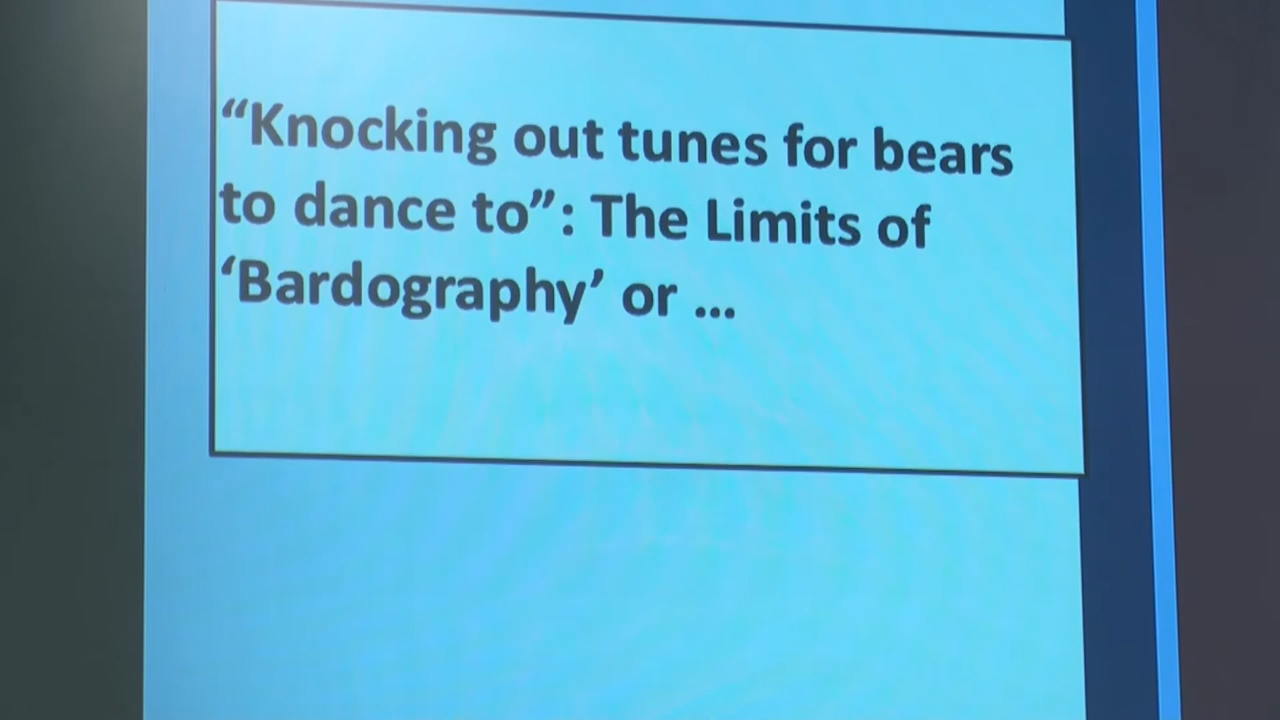 “Knocking out tunes for bears
to dance to”: The Limits of
‘Bardography’ or ...